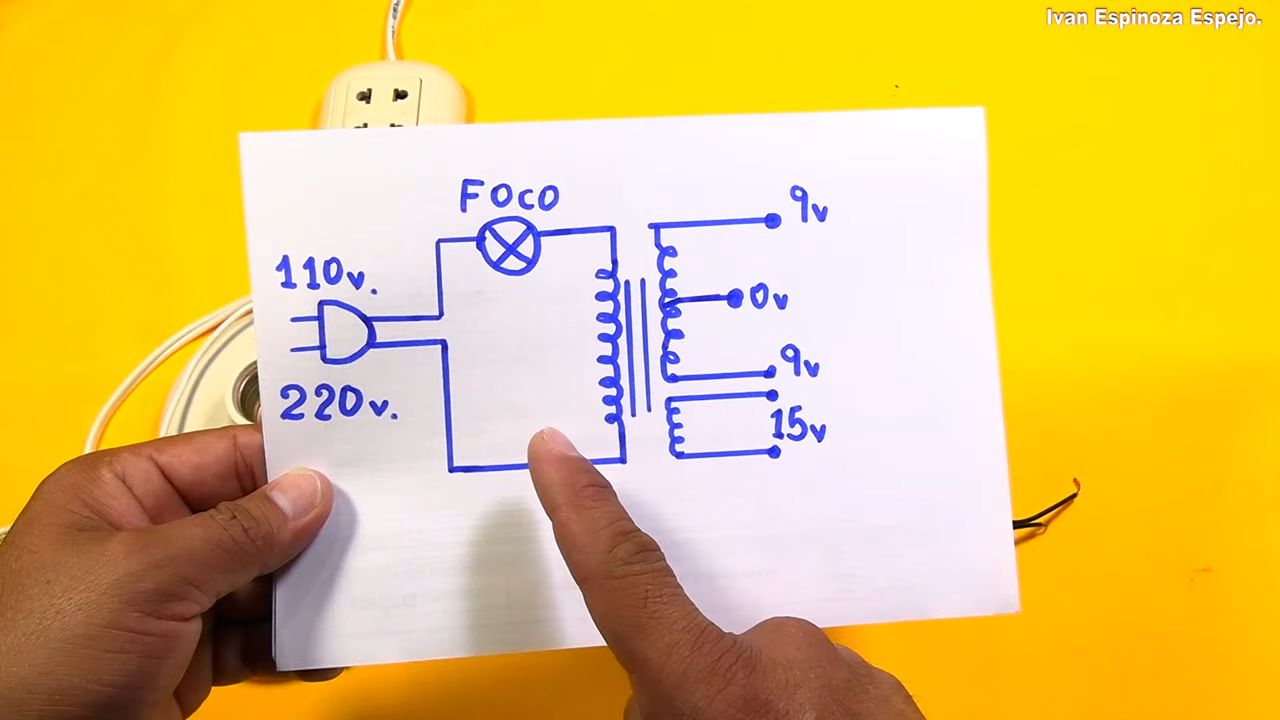 Ivan Espinoza Espejo.
FOCO
110v.
220v.
9v
0v
9v
15v